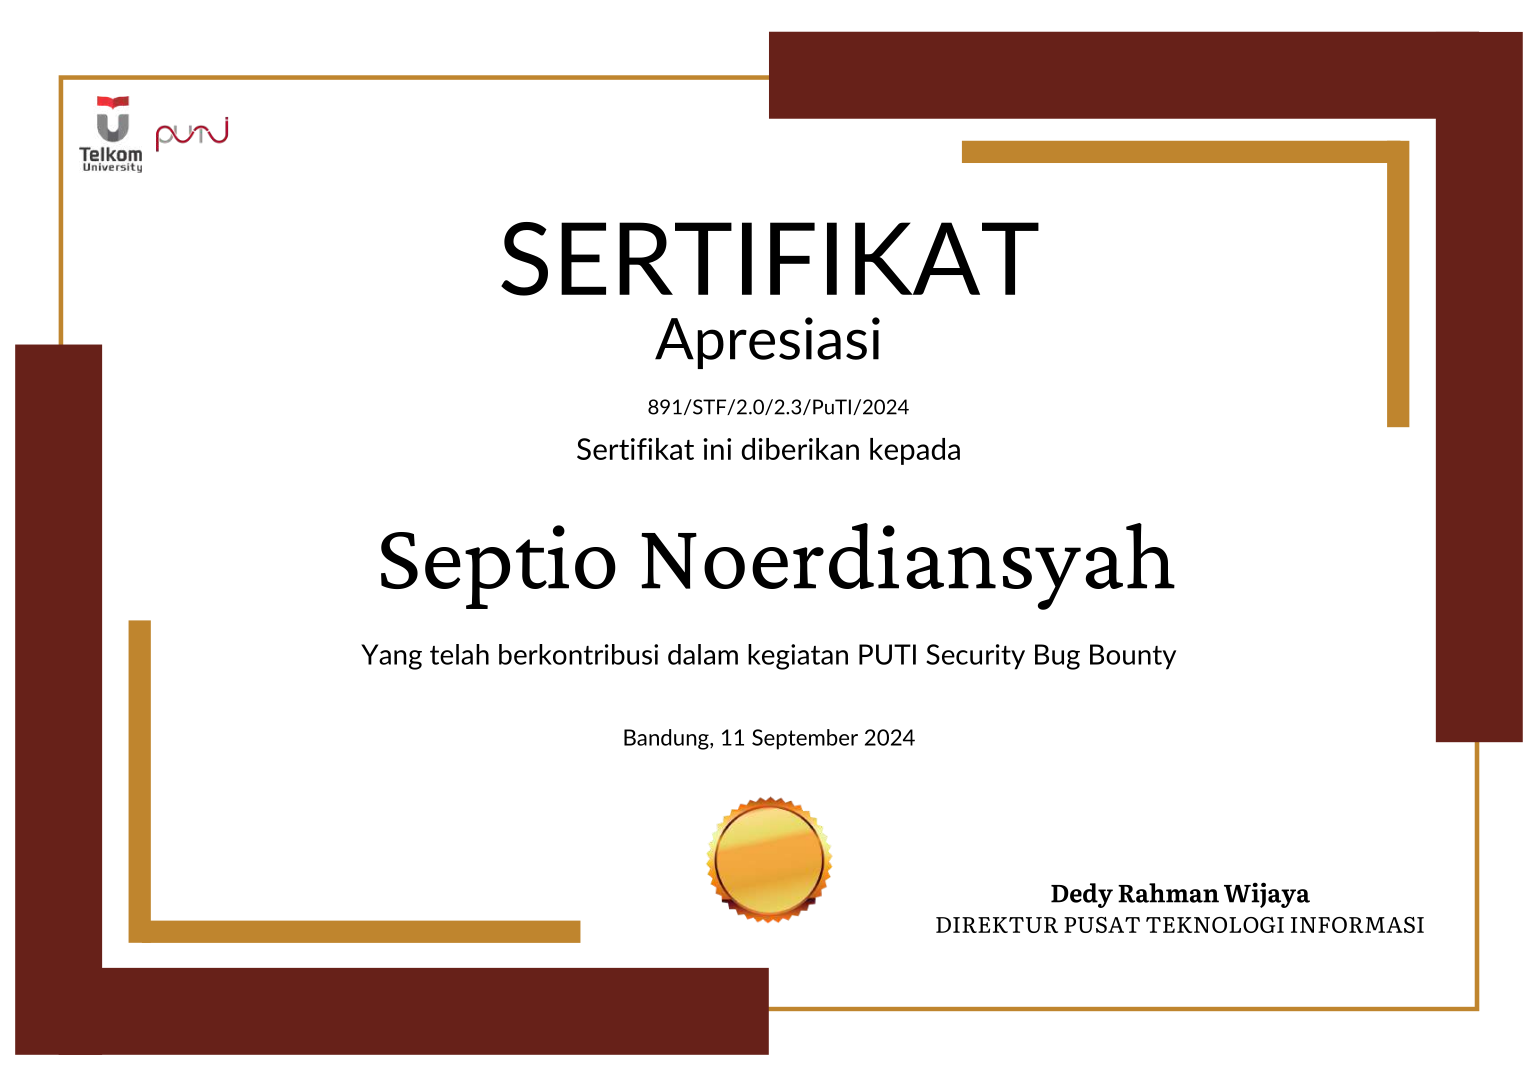 Telkom
University
puti
SERTIFIKAT
Apresiasi
891/STF/2.0/2.3/PuTI/2024
Sertifikat ini diberikan kepada
Septio Noerdiansyah
Yang telah berkontribusi dalam kegiatan PUTI Security Bug Bounty
Bandung, 11 September 2024
Dedy Rahman Wijaya
DIREKTUR PUSAT TEKNOLOGI INFORMASI